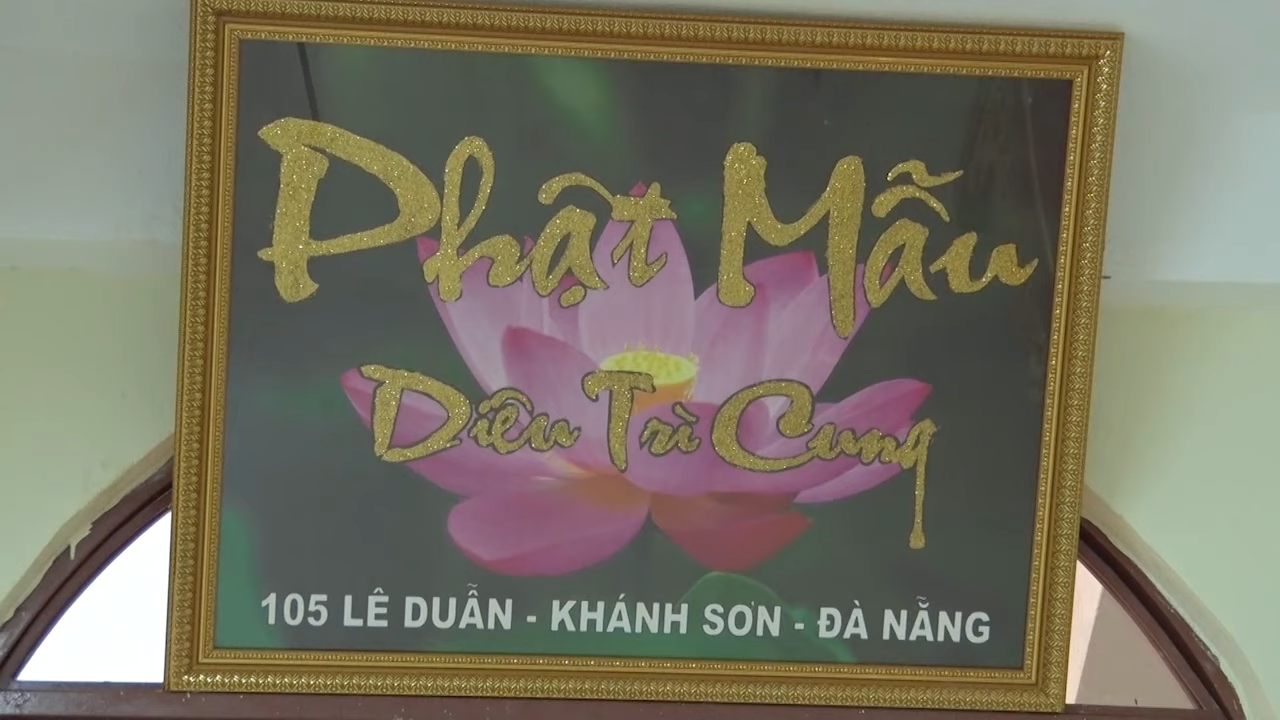 Phật Mẫu
Diêu Trì Cung
105 LÊ DUẪN - KHÁNH SƠN - ĐÀ NẴNG